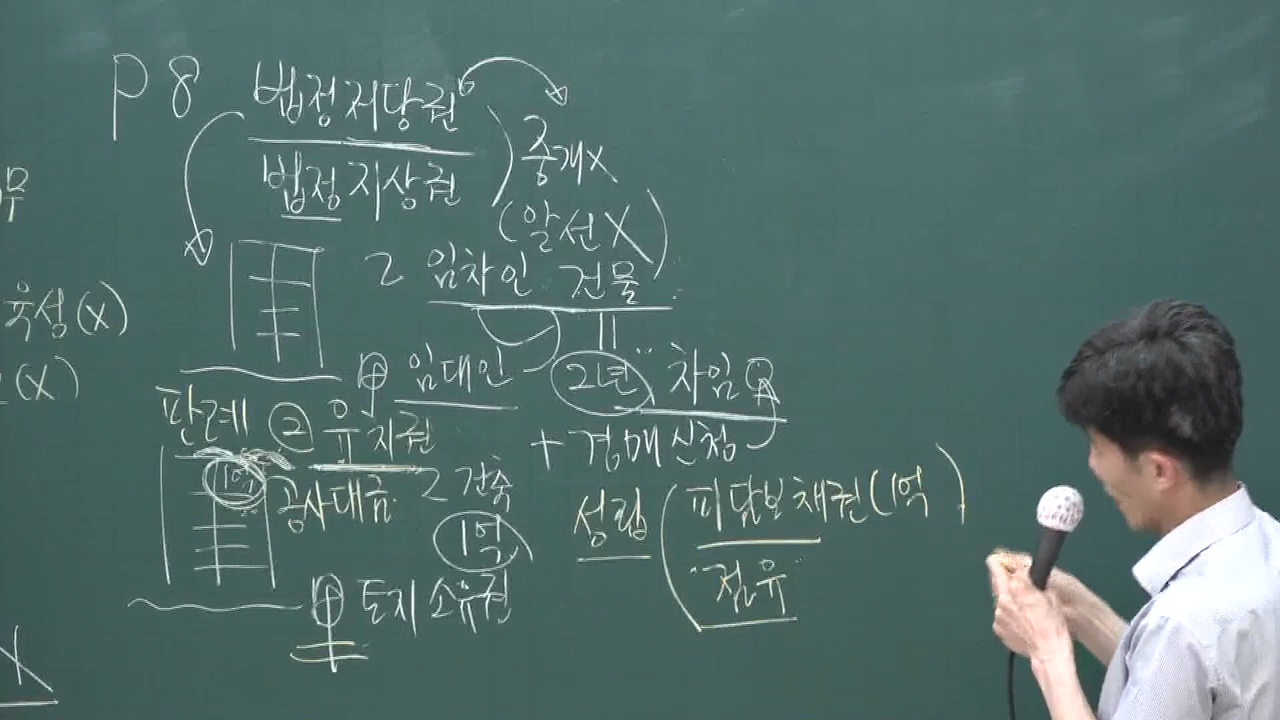 P 8 법정저당권
법정지상권
중개X
(알선X)
임차인 건물
임대인
"2년" 차임
+ 경매신청
판례 ② 유치권
1억
공사대금
건축
1억
토지소유권
성립
피담보채권(1억)
"점유"
육성(X)
(X)
X